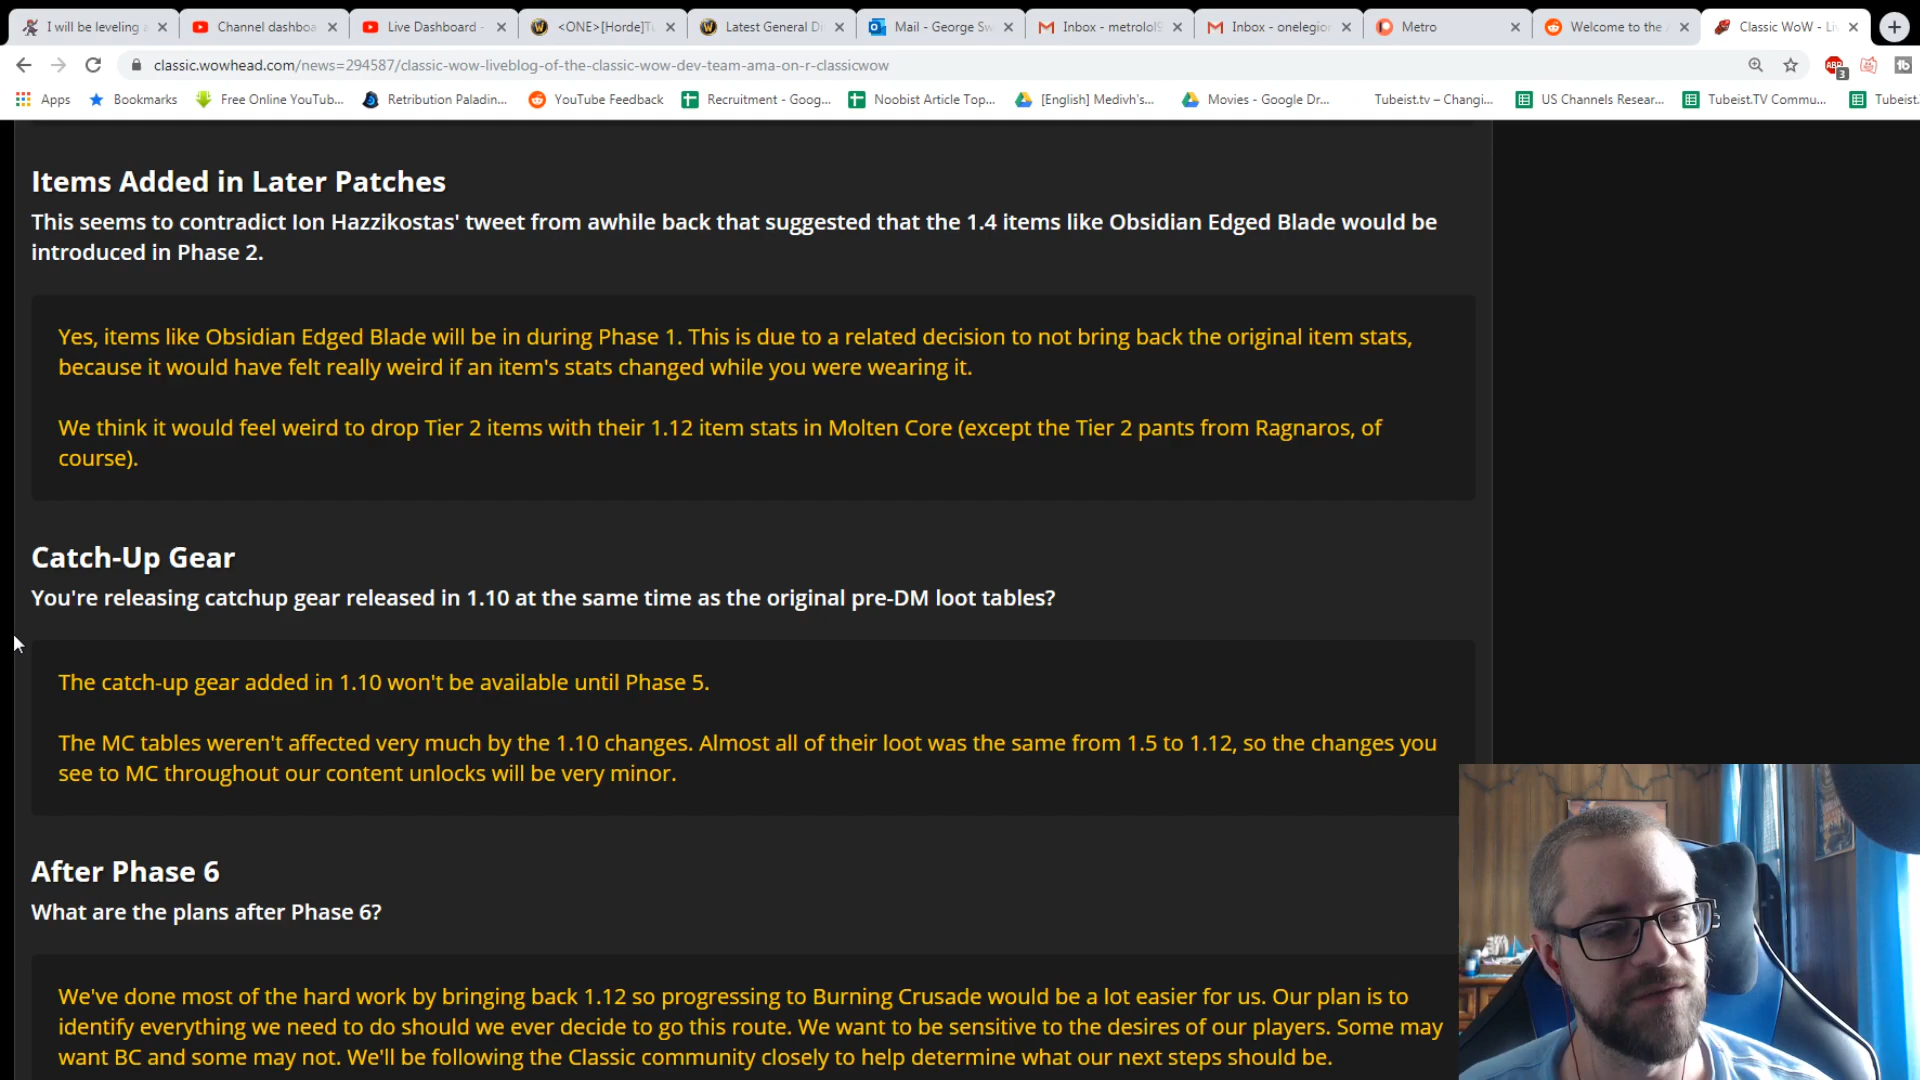 I will be leveling a
Channel dashboa
Live Dashboard -
<ONE>[Horde]Tu
Latest General Di
Mail - George Sw
Inbox - metrolol9
Inbox - onelegion
Metro
Welcome to the A
Classic WoW - Li
classic.wowhead.com/news=294587/classic-wow-liveblog-of-the-classic-wow-dev-team-ama-on-r-classicwow
ABP
3
tb
Apps
Bookmarks
Free Online YouTub...
Retribution Paladin...
YouTube Feedback
Recruitment - Goog...
Noobist Article Top...
[English] Medivh's...
Movies - Google Dr...
Tubeist.tv – Changi...
US Channels Resear...
Tubeist.TV Commu...
Tubeist.
Items Added in Later Patches
This seems to contradict Ion Hazzikostas' tweet from awhile back that suggested that the 1.4 items like Obsidian Edged Blade would be
introduced in Phase 2.
Yes, items like Obsidian Edged Blade will be in during Phase 1. This is due to a related decision to not bring back the original item stats,
because it would have felt really weird if an item's stats changed while you were wearing it.
We think it would feel weird to drop Tier 2 items with their 1.12 item stats in Molten Core (except the Tier 2 pants from Ragnaros, of
course).
Catch-Up Gear
You're releasing catchup gear released in 1.10 at the same time as the original pre-DM loot tables?
The catch-up gear added in 1.10 won't be available until Phase 5.
The MC tables weren't affected very much by the 1.10 changes. Almost all of their loot was the same from 1.5 to 1.12, so the changes you
see to MC throughout our content unlocks will be very minor.
After Phase 6
What are the plans after Phase 6?
We've done most of the hard work by bringing back 1.12 so progressing to Burning Crusade would be a lot easier for us. Our plan is to
identify everything we need to do should we ever decide to go this route. We want to be sensitive to the desires of our players. Some may
want BC and some may not. We'll be following the Classic community closely to help determine what our next steps should be.